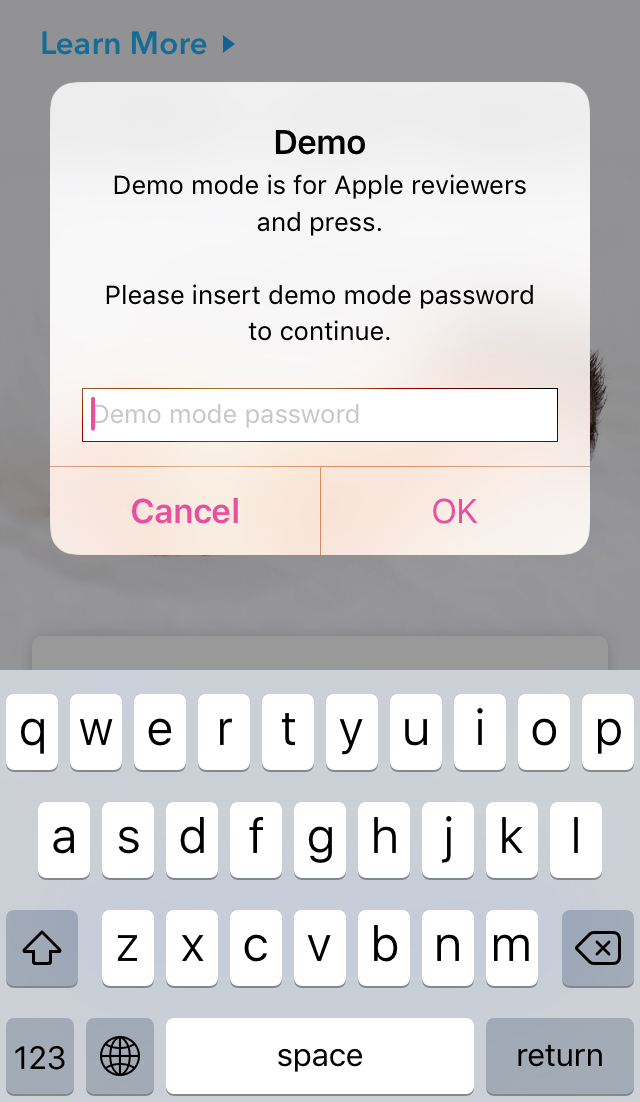 Learn More
Demo
Demo mode is for Apple reviewers
and press.
Please insert demo mode password
to continue.
Demo mode password
Cancel OK
q w e r t y u i o p
a s d f g h j k l
z x c v b n m
123 space return